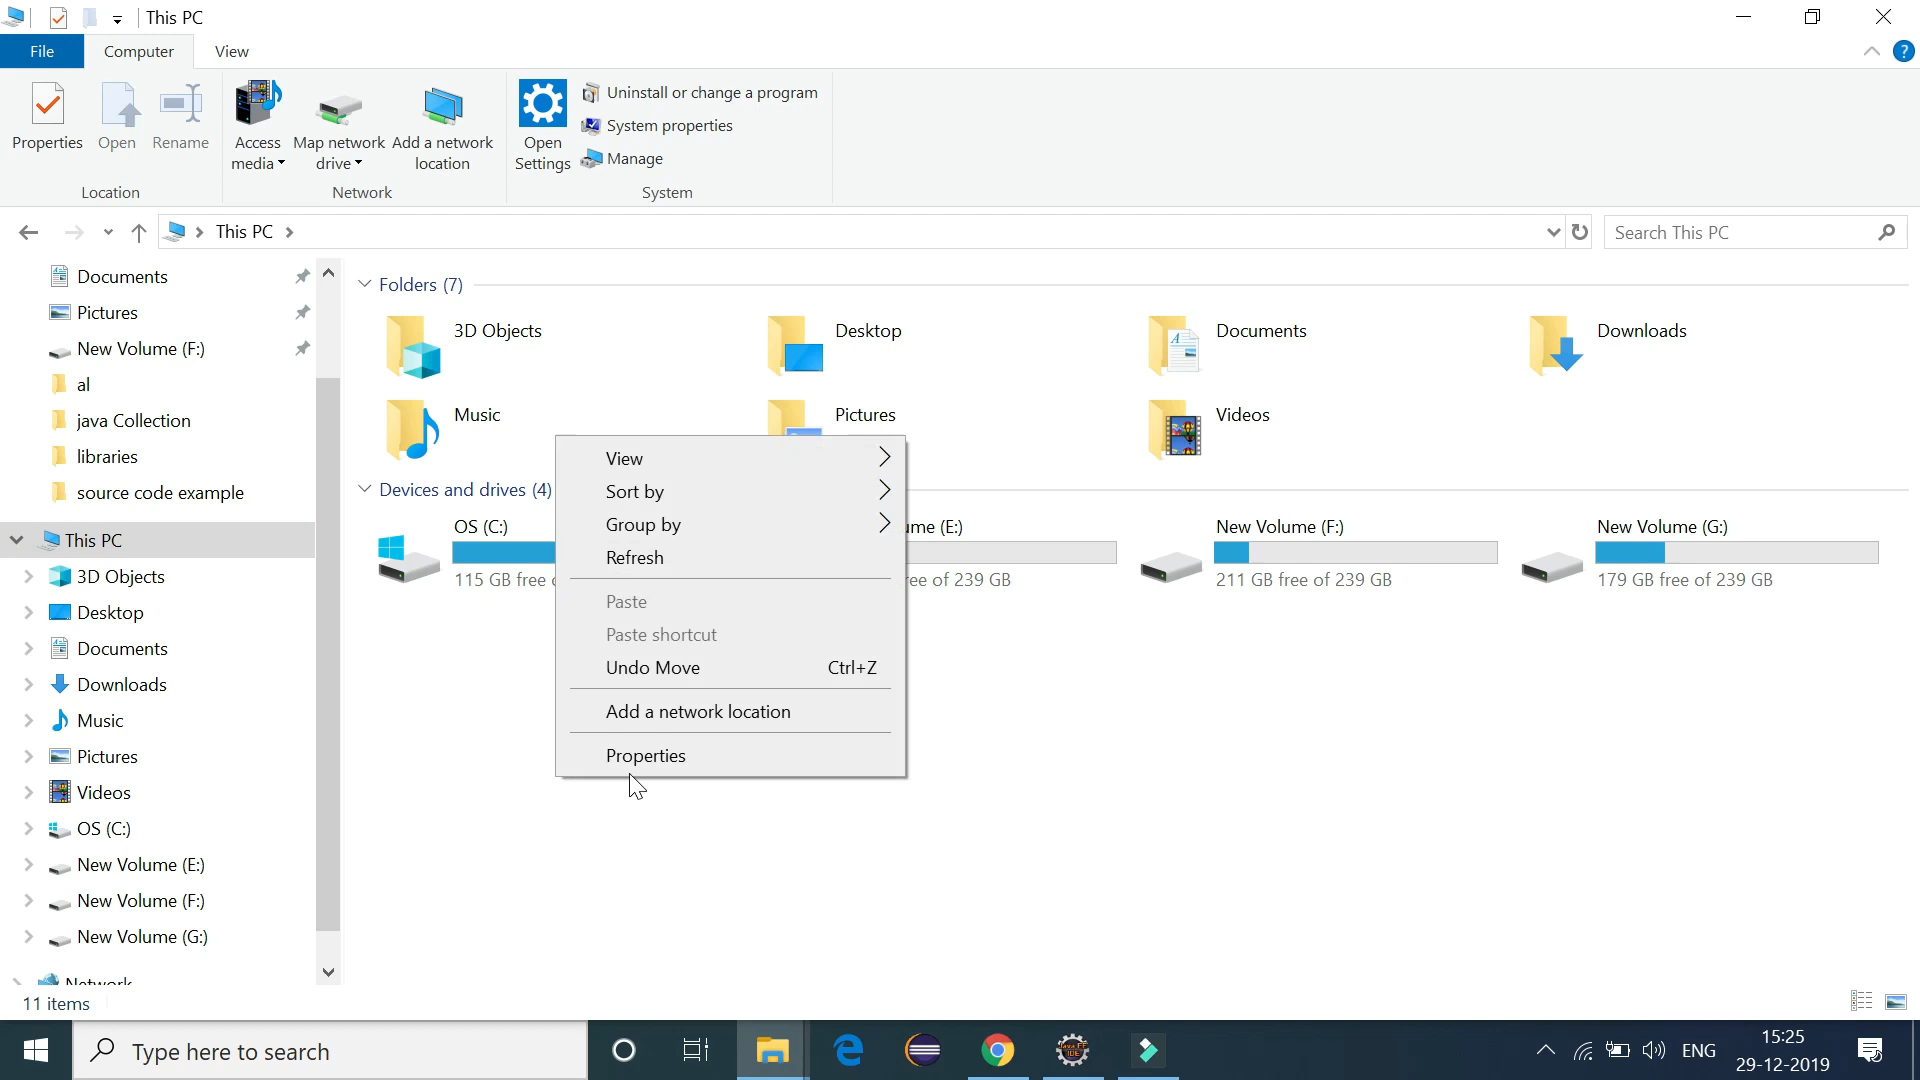 This PC
File
Computer
View
Properties
Open
Rename
Access
media
Map network
drive
Add a network
location
Open
Settings
Uninstall or change a program
System properties
Manage
Location
Network
System
This PC
Search This PC
Documents
Pictures
New Volume (F:)
al
java Collection
libraries
source code example
This PC
3D Objects
Desktop
Documents
Downloads
Music
Pictures
Videos
OS (C:)
New Volume (E:)
New Volume (F:)
New Volume (G:)
Network
Folders (7)
3D Objects
Desktop
Documents
Downloads
Music
Pictures
Videos
Devices and drives (4)
OS (C:)
115 GB free
ume (E:)
ree of 239 GB
New Volume (F:)
211 GB free of 239 GB
New Volume (G:)
179 GB free of 239 GB
View
Sort by
Group by
Refresh
Paste
Paste shortcut
Undo Move Ctrl+Z
Add a network location
Properties
11 items
Type here to search
ENG
15:25
29-12-2019